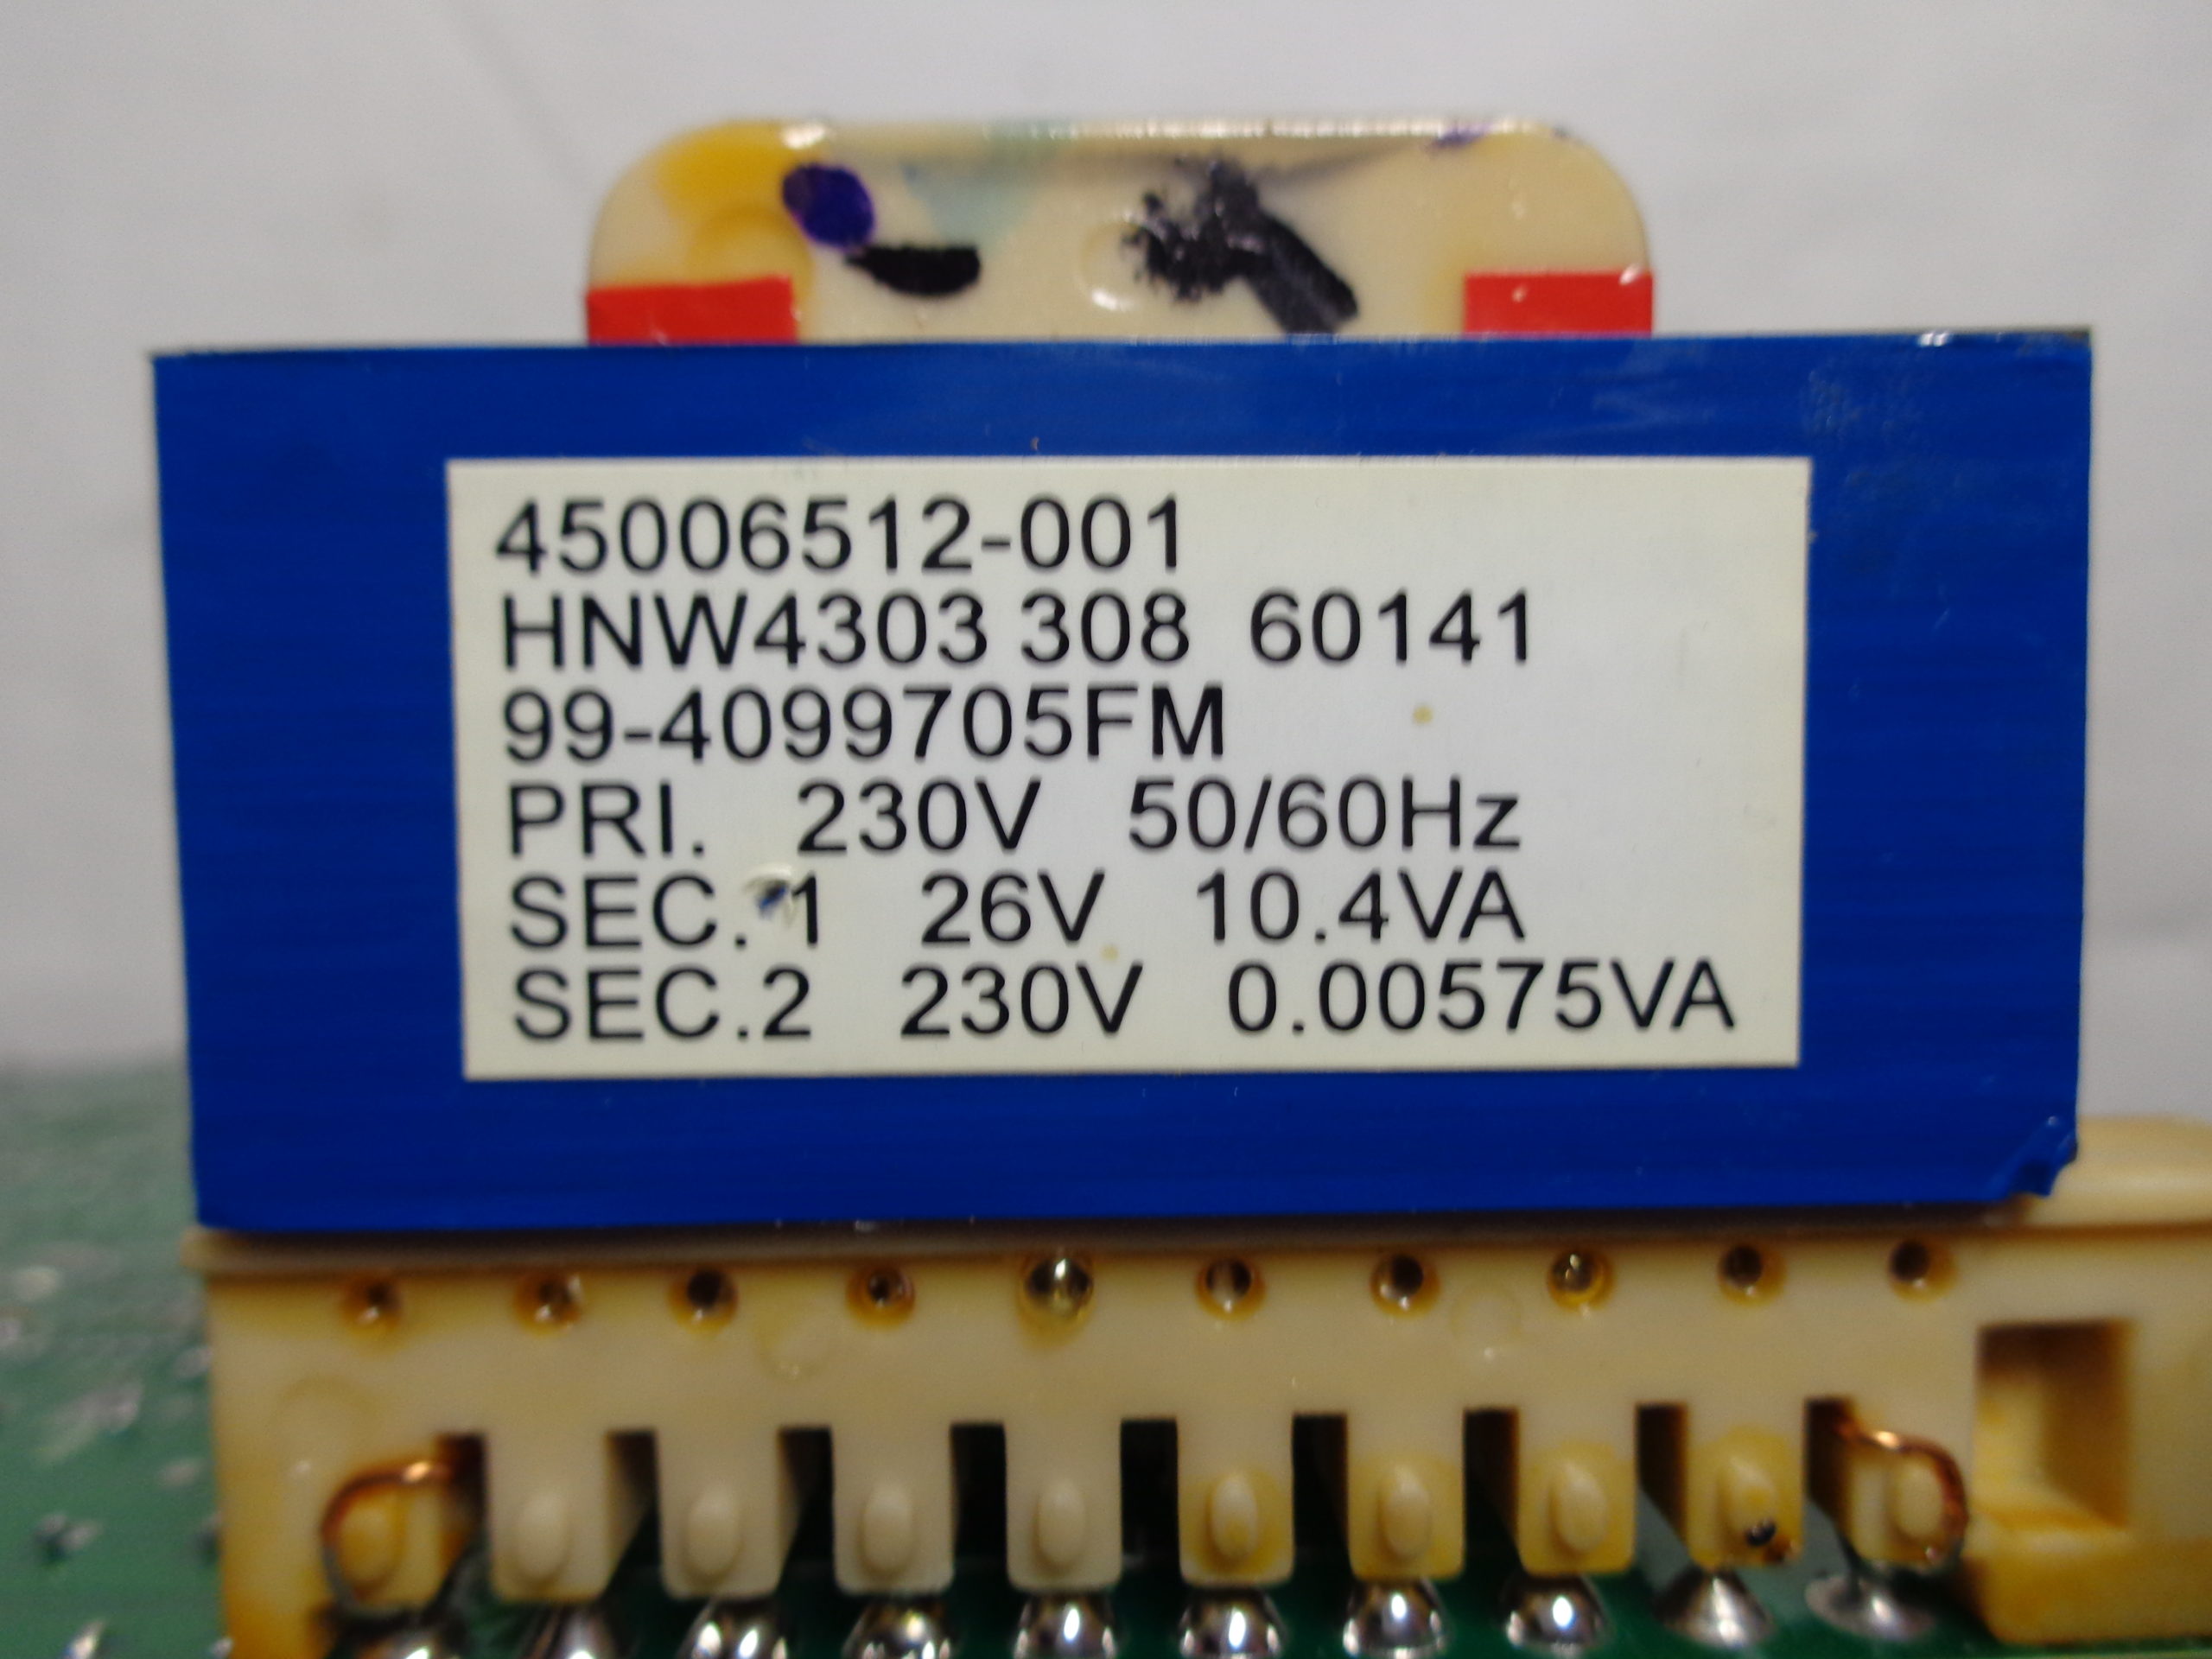 45006512-001
HNW4303 308 60141
99-4099705FM
PRI. 230V 50/60Hz
SEC. 1 26V 10.4VA
SEC.2 230V 0.00575VA